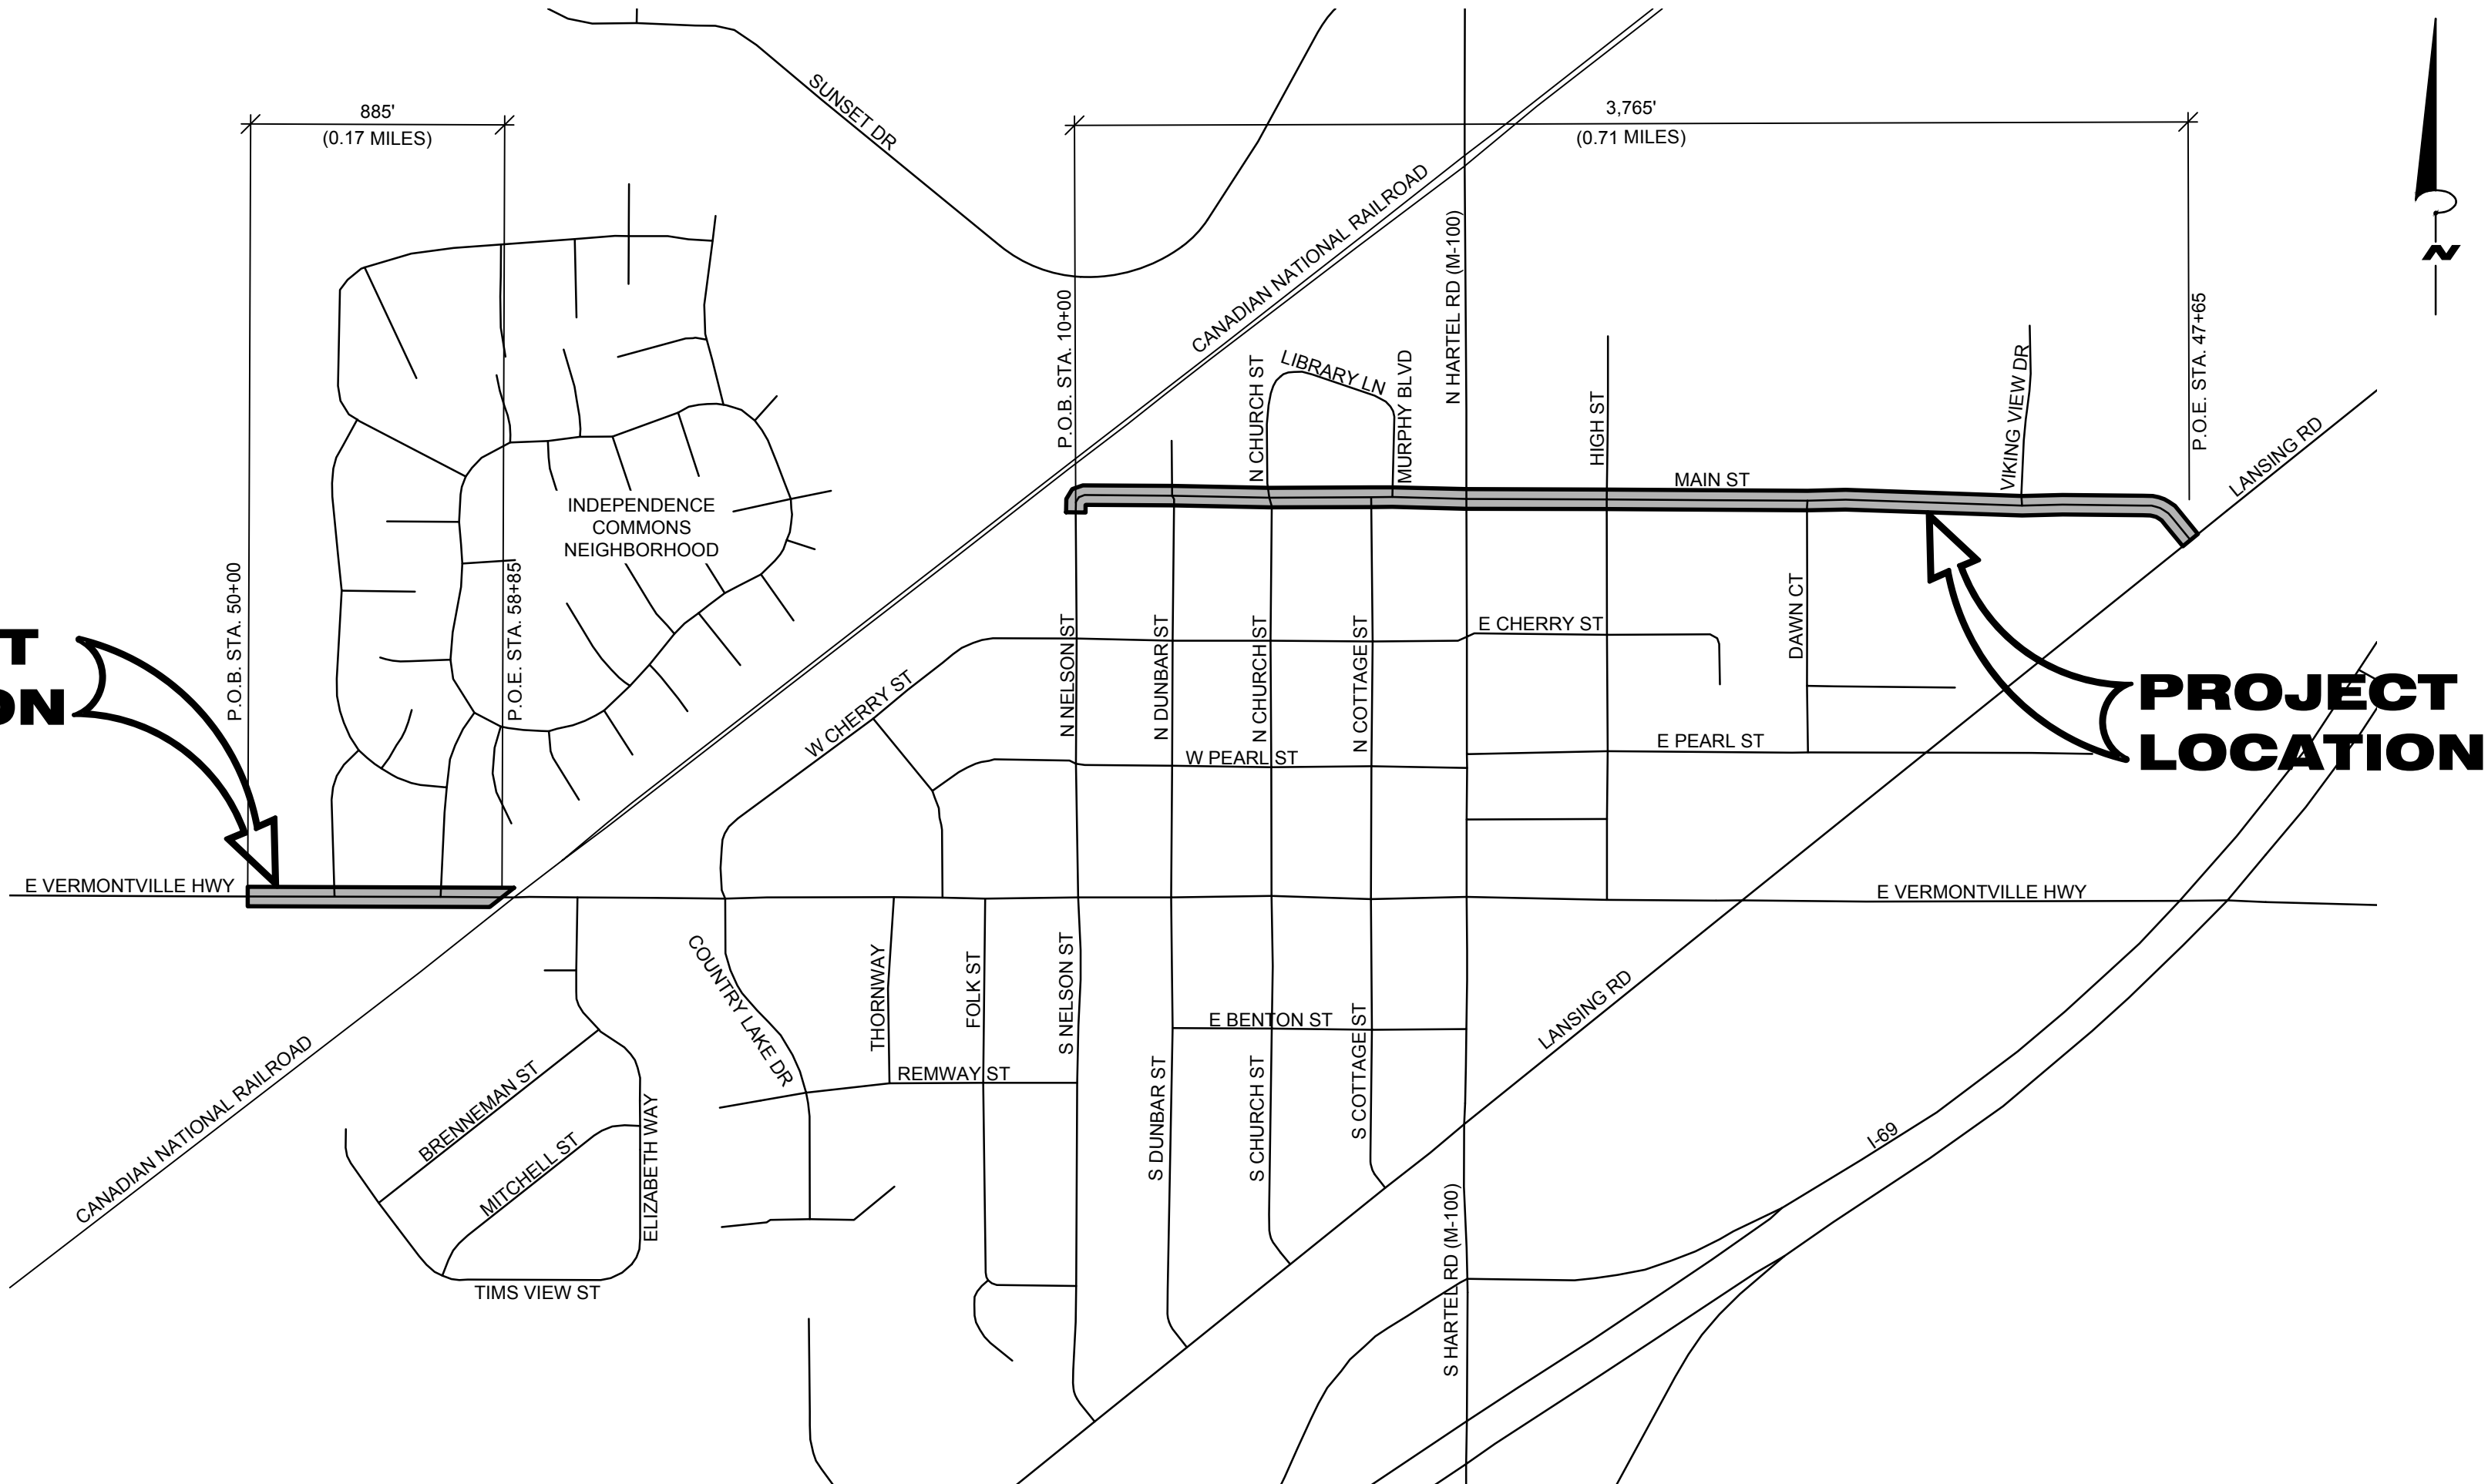 885'
(0.17 MILES)
3,765'
(0.71 MILES)
SUNSET DR
CANADIAN NATIONAL RAILROAD
N HARTEL RD (M-100)
N
P.O.B. STA. 10+00
P.O.E. STA. 47+65
N CHURCH ST
LIBRARY LN
MURPHY BLVD
HIGH ST
VIKING VIEW DR
LANSING RD
MAIN ST
INDEPENDENCE
COMMONS
NEIGHBORHOOD
P.O.B. STA. 50+00
P.O.E. STA. 58+85
T
ON
N NELSON ST
N DUNBAR ST
N CHURCH ST
N COTTAGE ST
E CHERRY ST
DAWN CT
W CHERRY ST
W PEARL ST
E PEARL ST
PROJECT
LOCATION
E VERMONTVILLE HWY
E VERMONTVILLE HWY
COUNTRY LAKE DR
THORNWAY
FOLK ST
S NELSON ST
E BENTON ST
LANSING RD
REMWAY ST
S DUNBAR ST
S CHURCH ST
S COTTAGE ST
CANADIAN NATIONAL RAILROAD
BRENNEMAN ST
MITCHELL ST
ELIZABETH WAY
I-69
TIMS VIEW ST
S HARTEL RD (M-100)